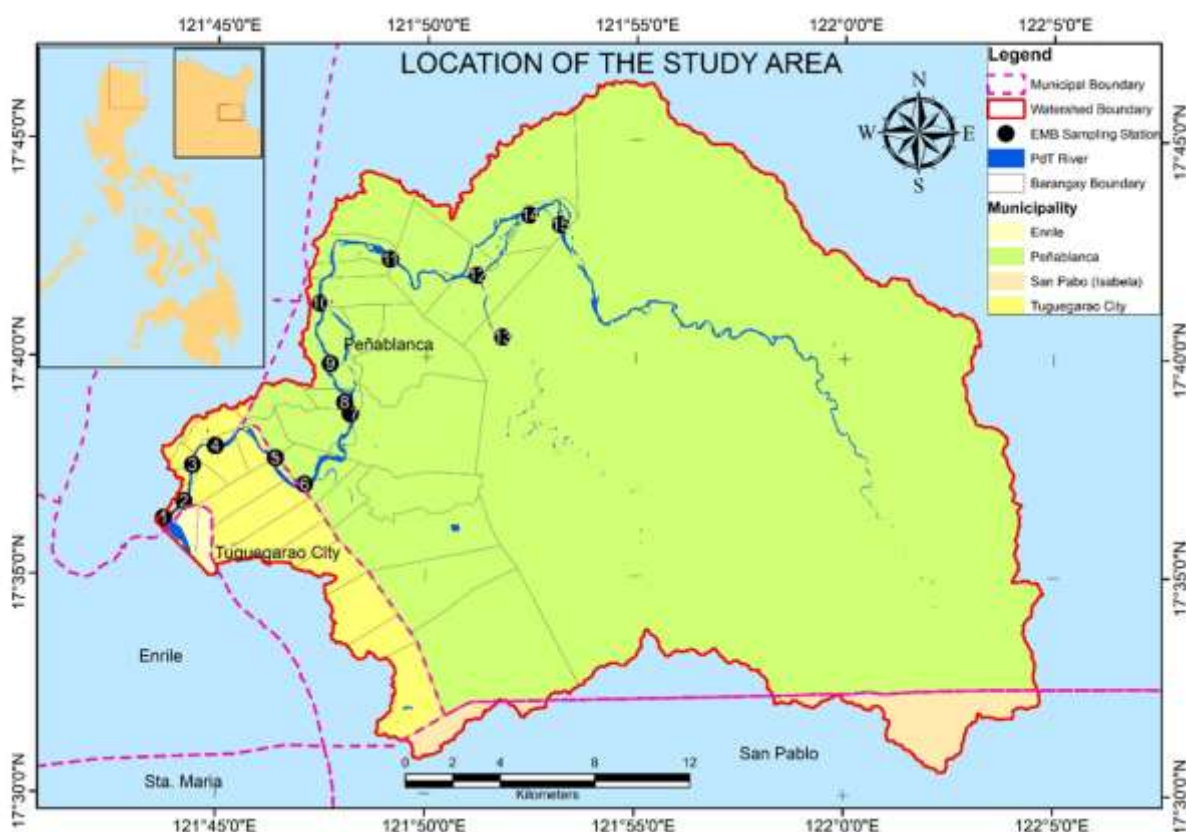 121°45'0"E 121°50'0"E 121°55'0"E 122°0'0"E 122°5'0"E
LOCATION OF THE STUDY AREA
N
W E
S
Legend
Municipal Boundary
Watershed Boundary
EMB Sampling Station
PdT River
Barangay Boundary
Municipality
Enrile
Peñablanca
San Pabo (Isabela)
Tuguegarao City
17°45'0"N 17°45'0"N
14
15
11
12
10
13
Peñablanca
17°40'0"N 17°40'0"N
9
8
7
4
3
5
6
2
1
Tuguegarao City
17°35'0"N 17°35'0"N
Enrile
San Pablo
Sta. Maria
0 2 4 8 12
Kilometers
17°30'0"N 17°30'0"N
121°45'0"E 121°50'0"E 121°55'0"E 122°0'0"E 122°5'0"E